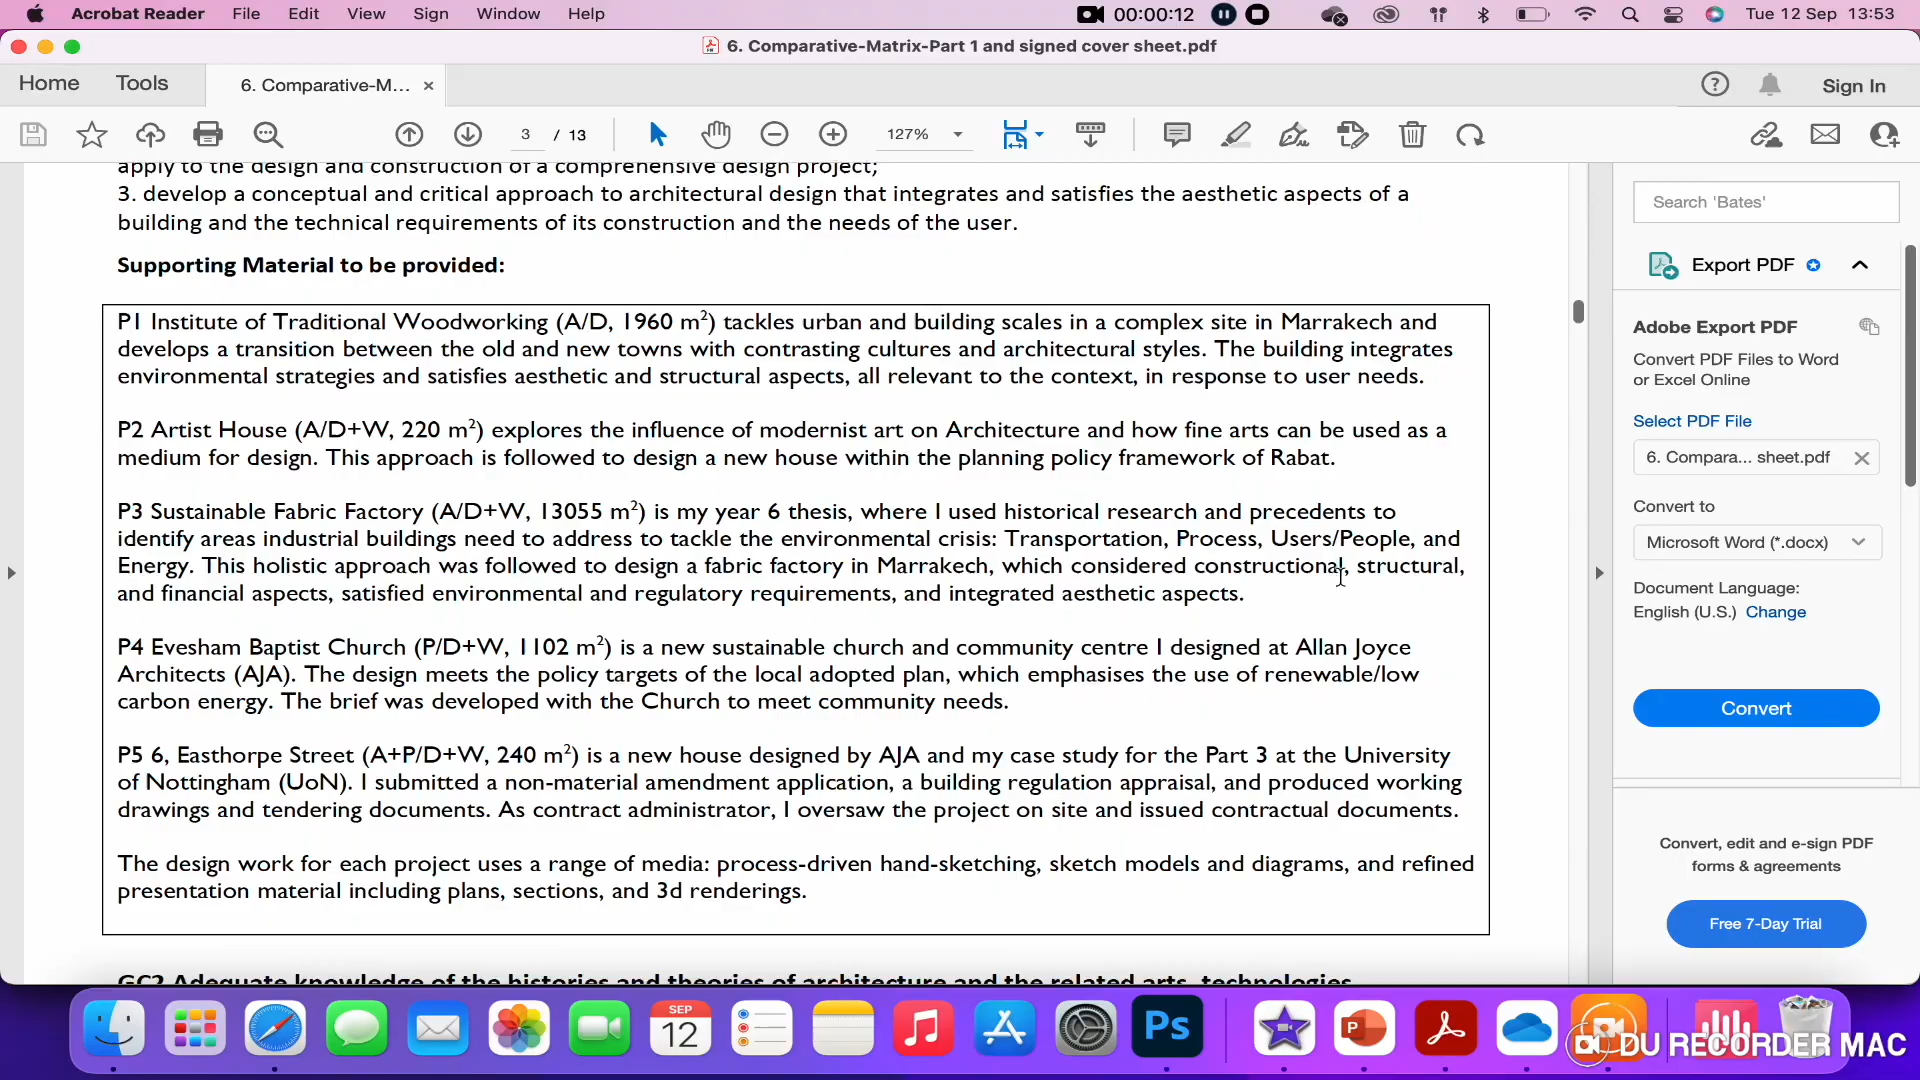 Acrobat Reader File Edit View Sign Window Help 00:00:12 Tue 12 Sep 13:53
6. Comparative-Matrix-Part 1 and signed cover sheet.pdf
Home Tools 6. Comparative-M... × Sign In
3 / 13 127%
apply to the design and construction of a comprehensive design project;
3. develop a conceptual and critical approach to architectural design that integrates and satisfies the aesthetic aspects of a
building and the technical requirements of its construction and the needs of the user.
Supporting Material to be provided:
P1 Institute of Traditional Woodworking (A/D, 1960 m²) tackles urban and building scales in a complex site in Marrakech and
develops a transition between the old and new towns with contrasting cultures and architectural styles. The building integrates
environmental strategies and satisfies aesthetic and structural aspects, all relevant to the context, in response to user needs.
P2 Artist House (A/D+W, 220 m²) explores the influence of modernist art on Architecture and how fine arts can be used as a
medium for design. This approach is followed to design a new house within the planning policy framework of Rabat.
P3 Sustainable Fabric Factory (A/D+W, 13055 m²) is my year 6 thesis, where I used historical research and precedents to
identify areas industrial buildings need to address to tackle the environmental crisis: Transportation, Process, Users/People, and
Energy. This holistic approach was followed to design a fabric factory in Marrakech, which considered constructional, structural,
and financial aspects, satisfied environmental and regulatory requirements, and integrated aesthetic aspects.
P4 Evesham Baptist Church (P/D+W, 1102 m²) is a new sustainable church and community centre I designed at Allan Joyce
Architects (AJA). The design meets the policy targets of the local adopted plan, which emphasises the use of renewable/low
carbon energy. The brief was developed with the Church to meet community needs.
P5 6, Easthorpe Street (A+P/D+W, 240 m²) is a new house designed by AJA and my case study for the Part 3 at the University
of Nottingham (UoN). I submitted a non-material amendment application, a building regulation appraisal, and produced working
drawings and tendering documents. As contract administrator, I oversaw the project on site and issued contractual documents.
The design work for each project uses a range of media: process-driven hand-sketching, sketch models and diagrams, and refined
presentation material including plans, sections, and 3d renderings.
GC2 Adequate knowledge of the histories and theories of architecture and the related arts, technologies
Search 'Bates'
Export PDF
Adobe Export PDF
Convert PDF Files to Word
or Excel Online
Select PDF File
6. Compara... sheet.pdf
Convert to
Microsoft Word (*.docx)
Document Language:
English (U.S.) Change
Convert
Convert, edit and e-sign PDF
forms & agreements
Free 7-Day Trial
SEP
12
Ps
P
DU RECORDER MAC